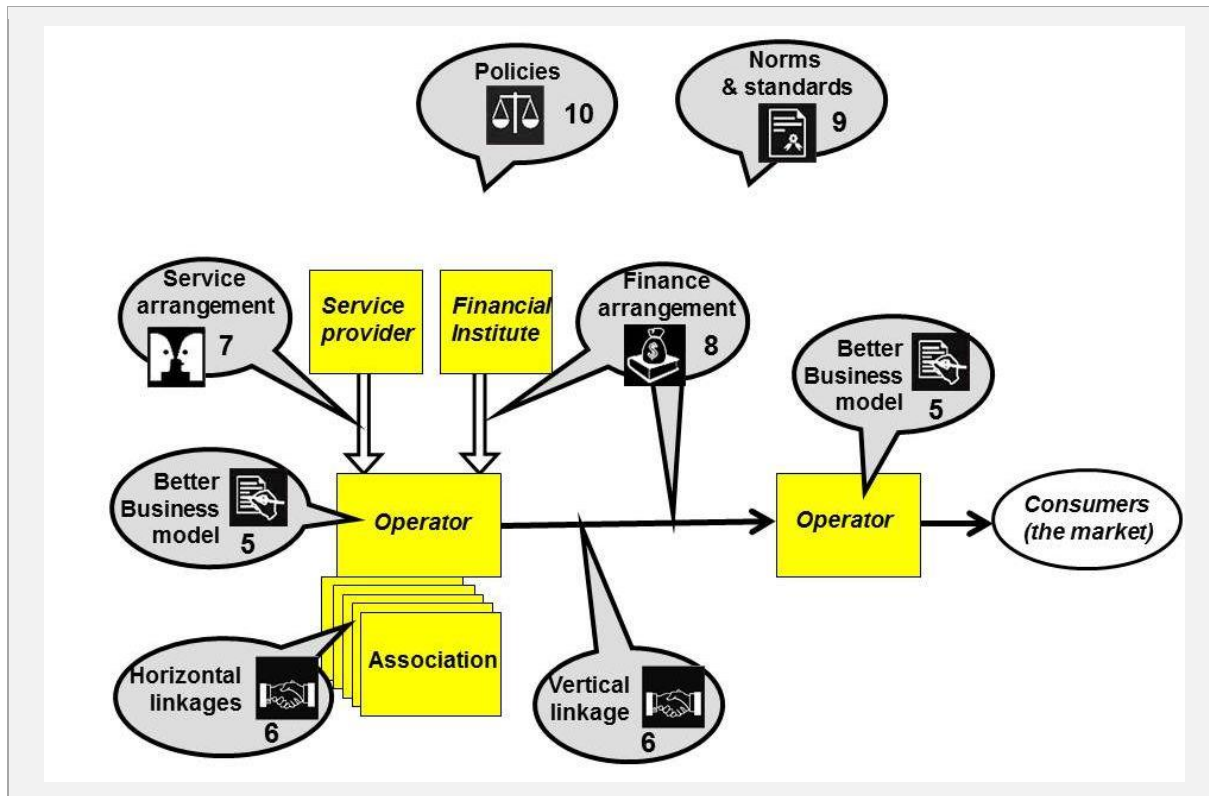 Policies
10
Norms
& standards
9
Service
arrangement
7
Service
provider
Financial
Institute
Finance
arrangement
$
8
Better
Business
model
5
Better
Business
model
5
Operator
Operator
Consumers
(the market)
Association
Horizontal
linkages
6
Vertical
linkage
6